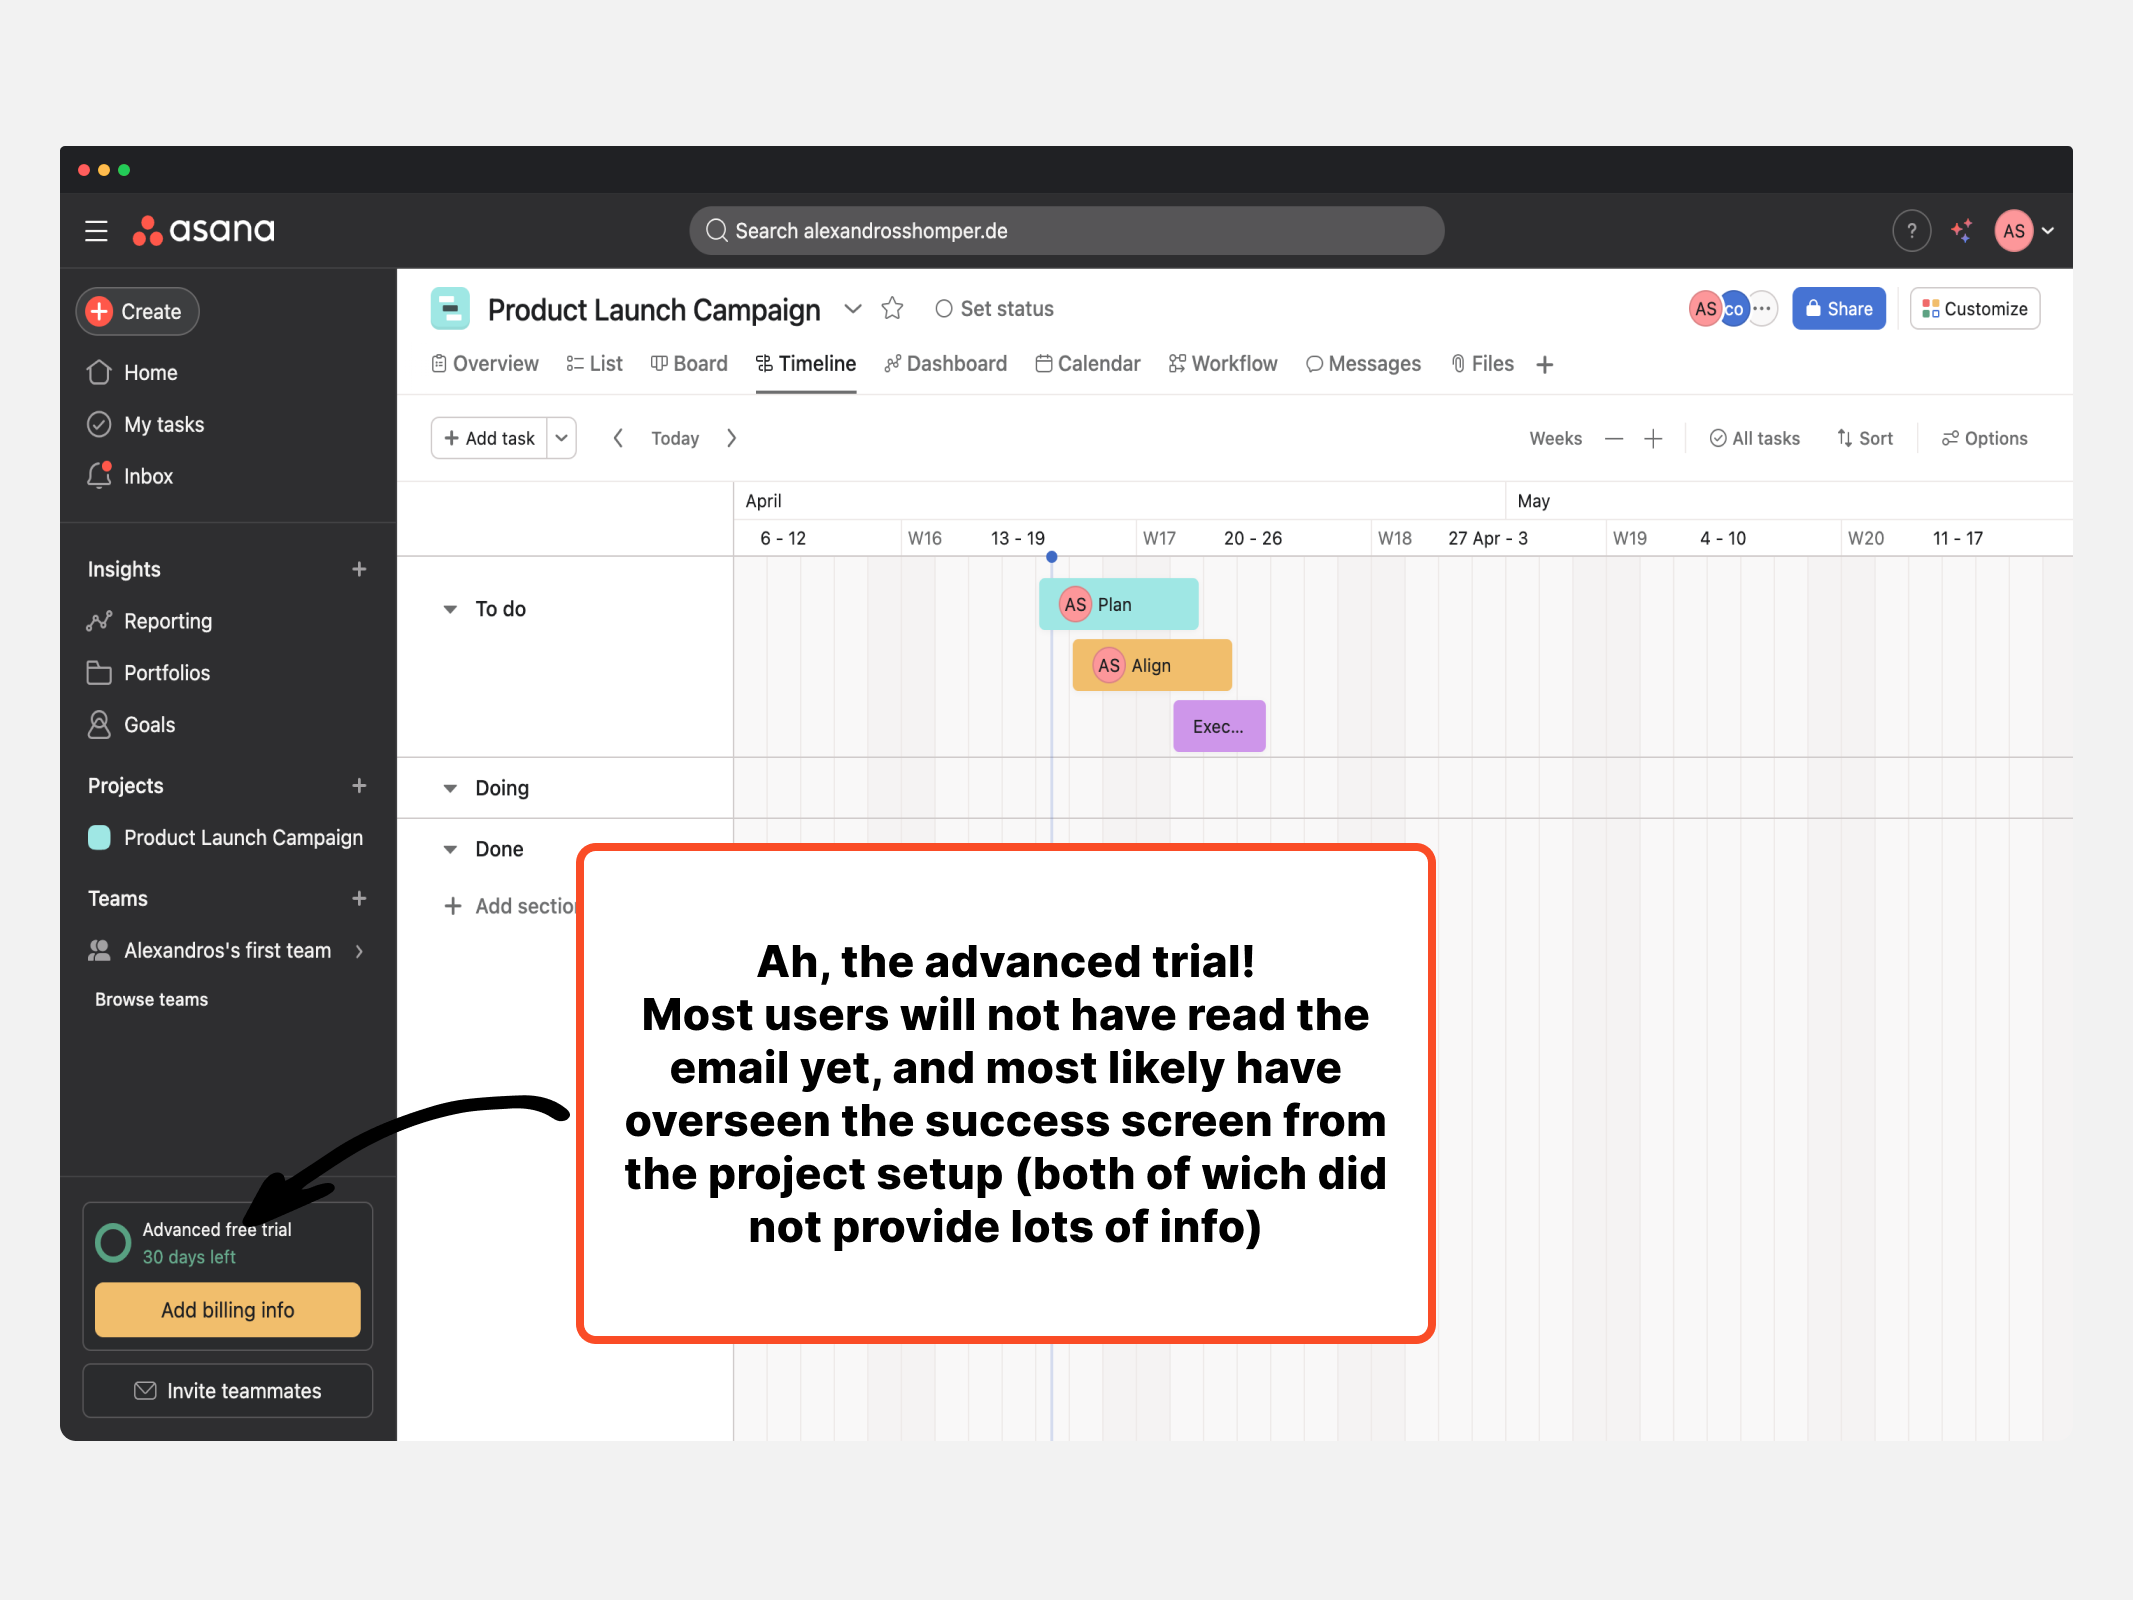 asana
Search alexandrosshomper.de
?
AS
Create
Home
My tasks
Inbox
Insights
Reporting
Portfolios
Goals
Projects
Product Launch Campaign
Teams
Alexandros's first team
Browse teams
Advanced free trial
30 days left
Add billing info
Invite teammates
Product Launch Campaign
Set status
AS
co
Share
Customize
Overview
List
Board
Timeline
Dashboard
Calendar
Workflow
Messages
Files
Add task
Today
Weeks
All tasks
Sort
Options
April
May
6 - 12
W16
13 - 19
W17
20 - 26
W18
27 Apr - 3
W19
4 - 10
W20
11 - 17
To do
AS Plan
AS Align
Exec...
Doing
Done
Add section
Ah, the advanced trial!
Most users will not have read the
email yet, and most likely have
overseen the success screen from
the project setup (both of wich did
not provide lots of info)